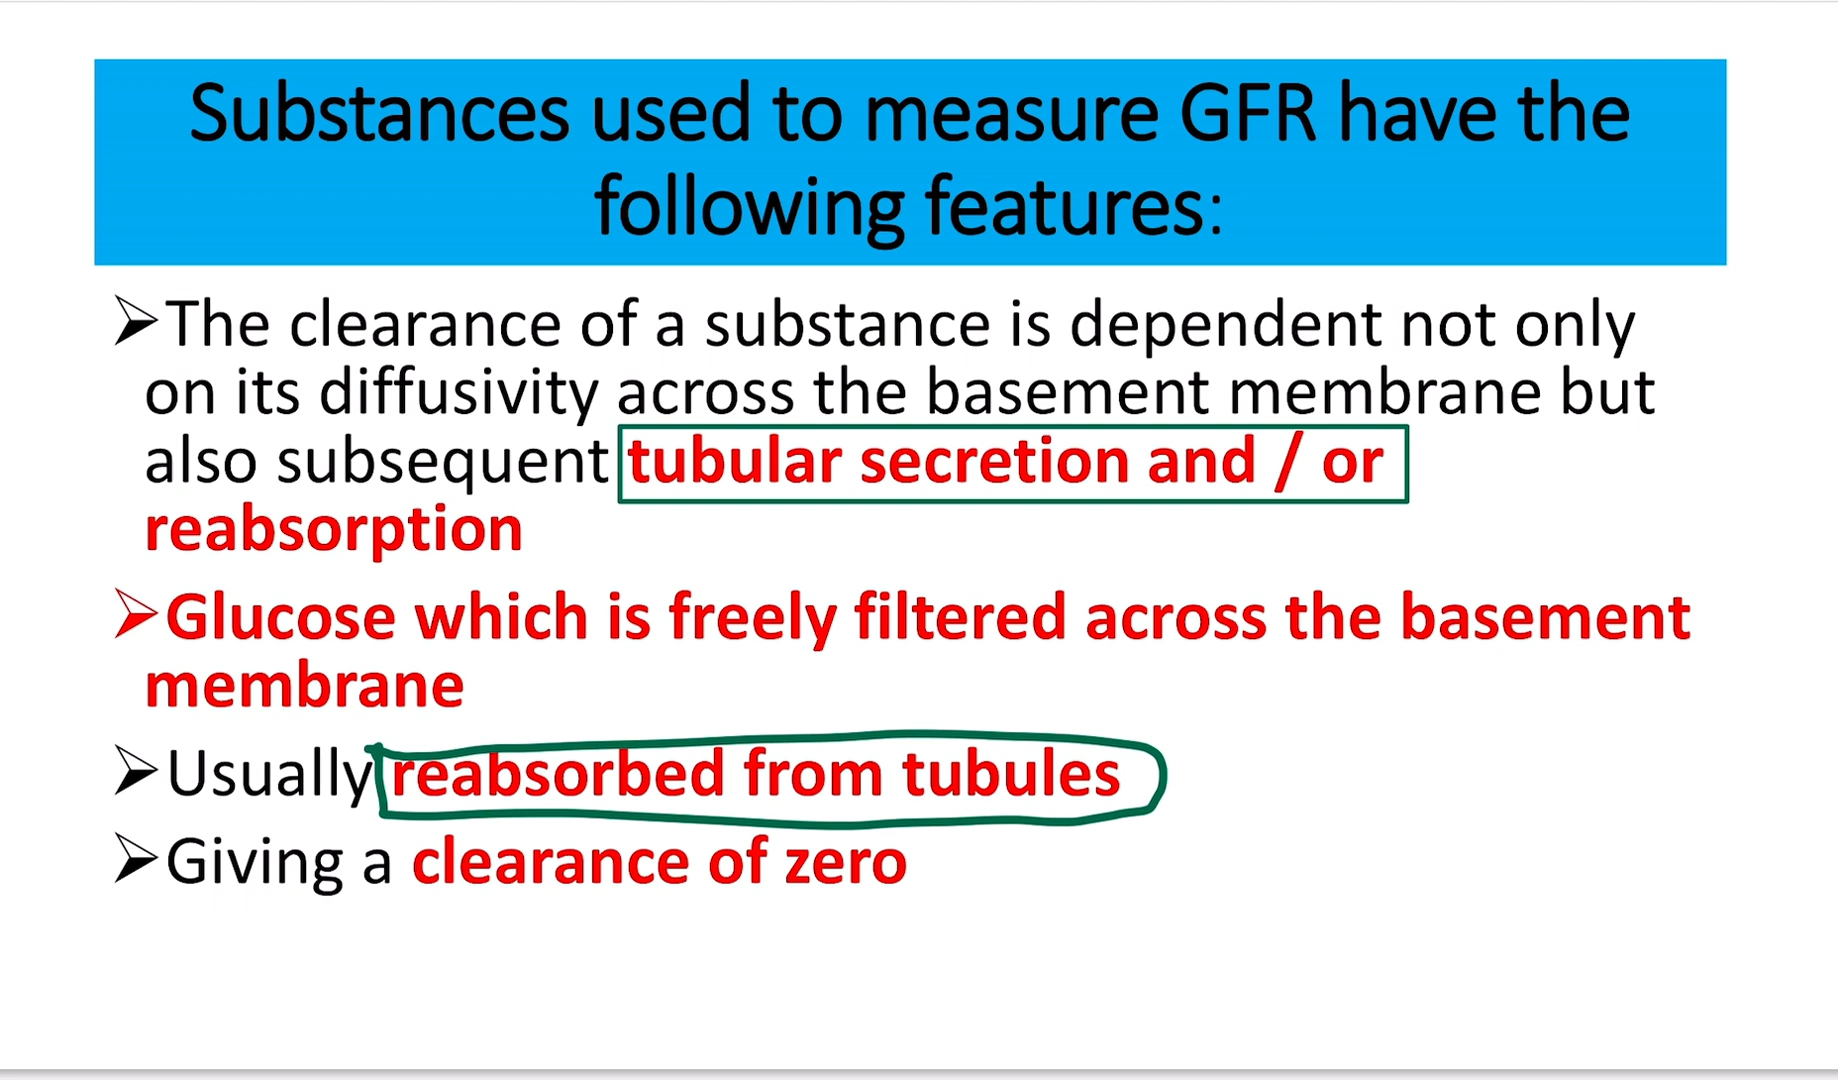 Substances used to measure GFR have the
following features:
➢The clearance of a substance is dependent not only
on its diffusivity across the basement membrane but
also subsequent tubular secretion and / or
reabsorption
➢Glucose which is freely filtered across the basement
membrane
➢Usually reabsorbed from tubules
➢Giving a clearance of zero